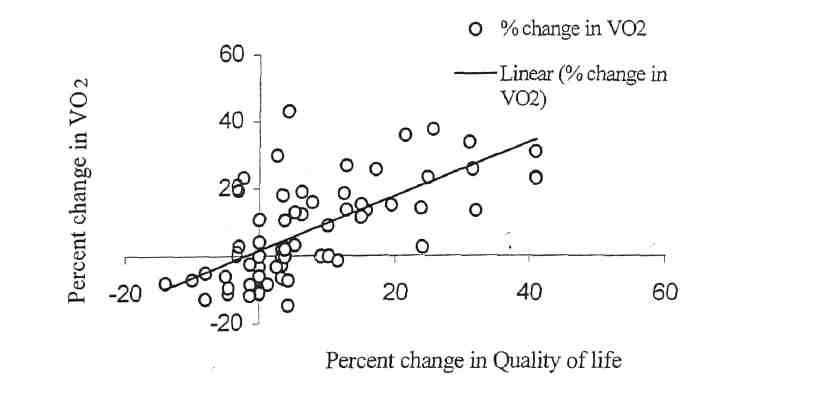 % change in VO2
Linear (% change in
VO2)
Percent change in VO2
60
40
20
-20
-20
20
40
60
Percent change in Quality of life